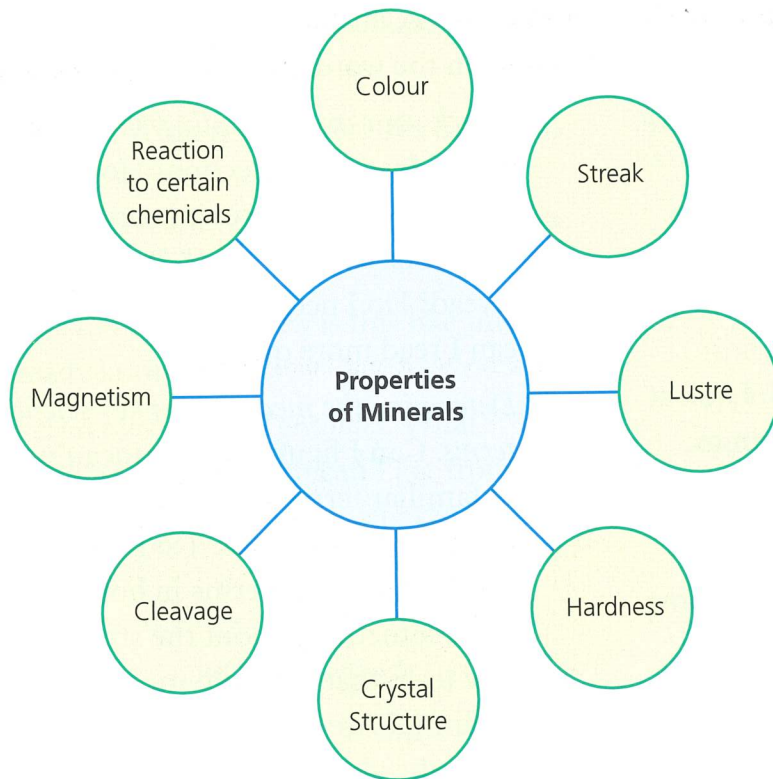 Colour
Streak
Lustre
Hardness
Crystal
Structure
Cleavage
Magnetism
Reaction
to certain
chemicals
Properties
of Minerals